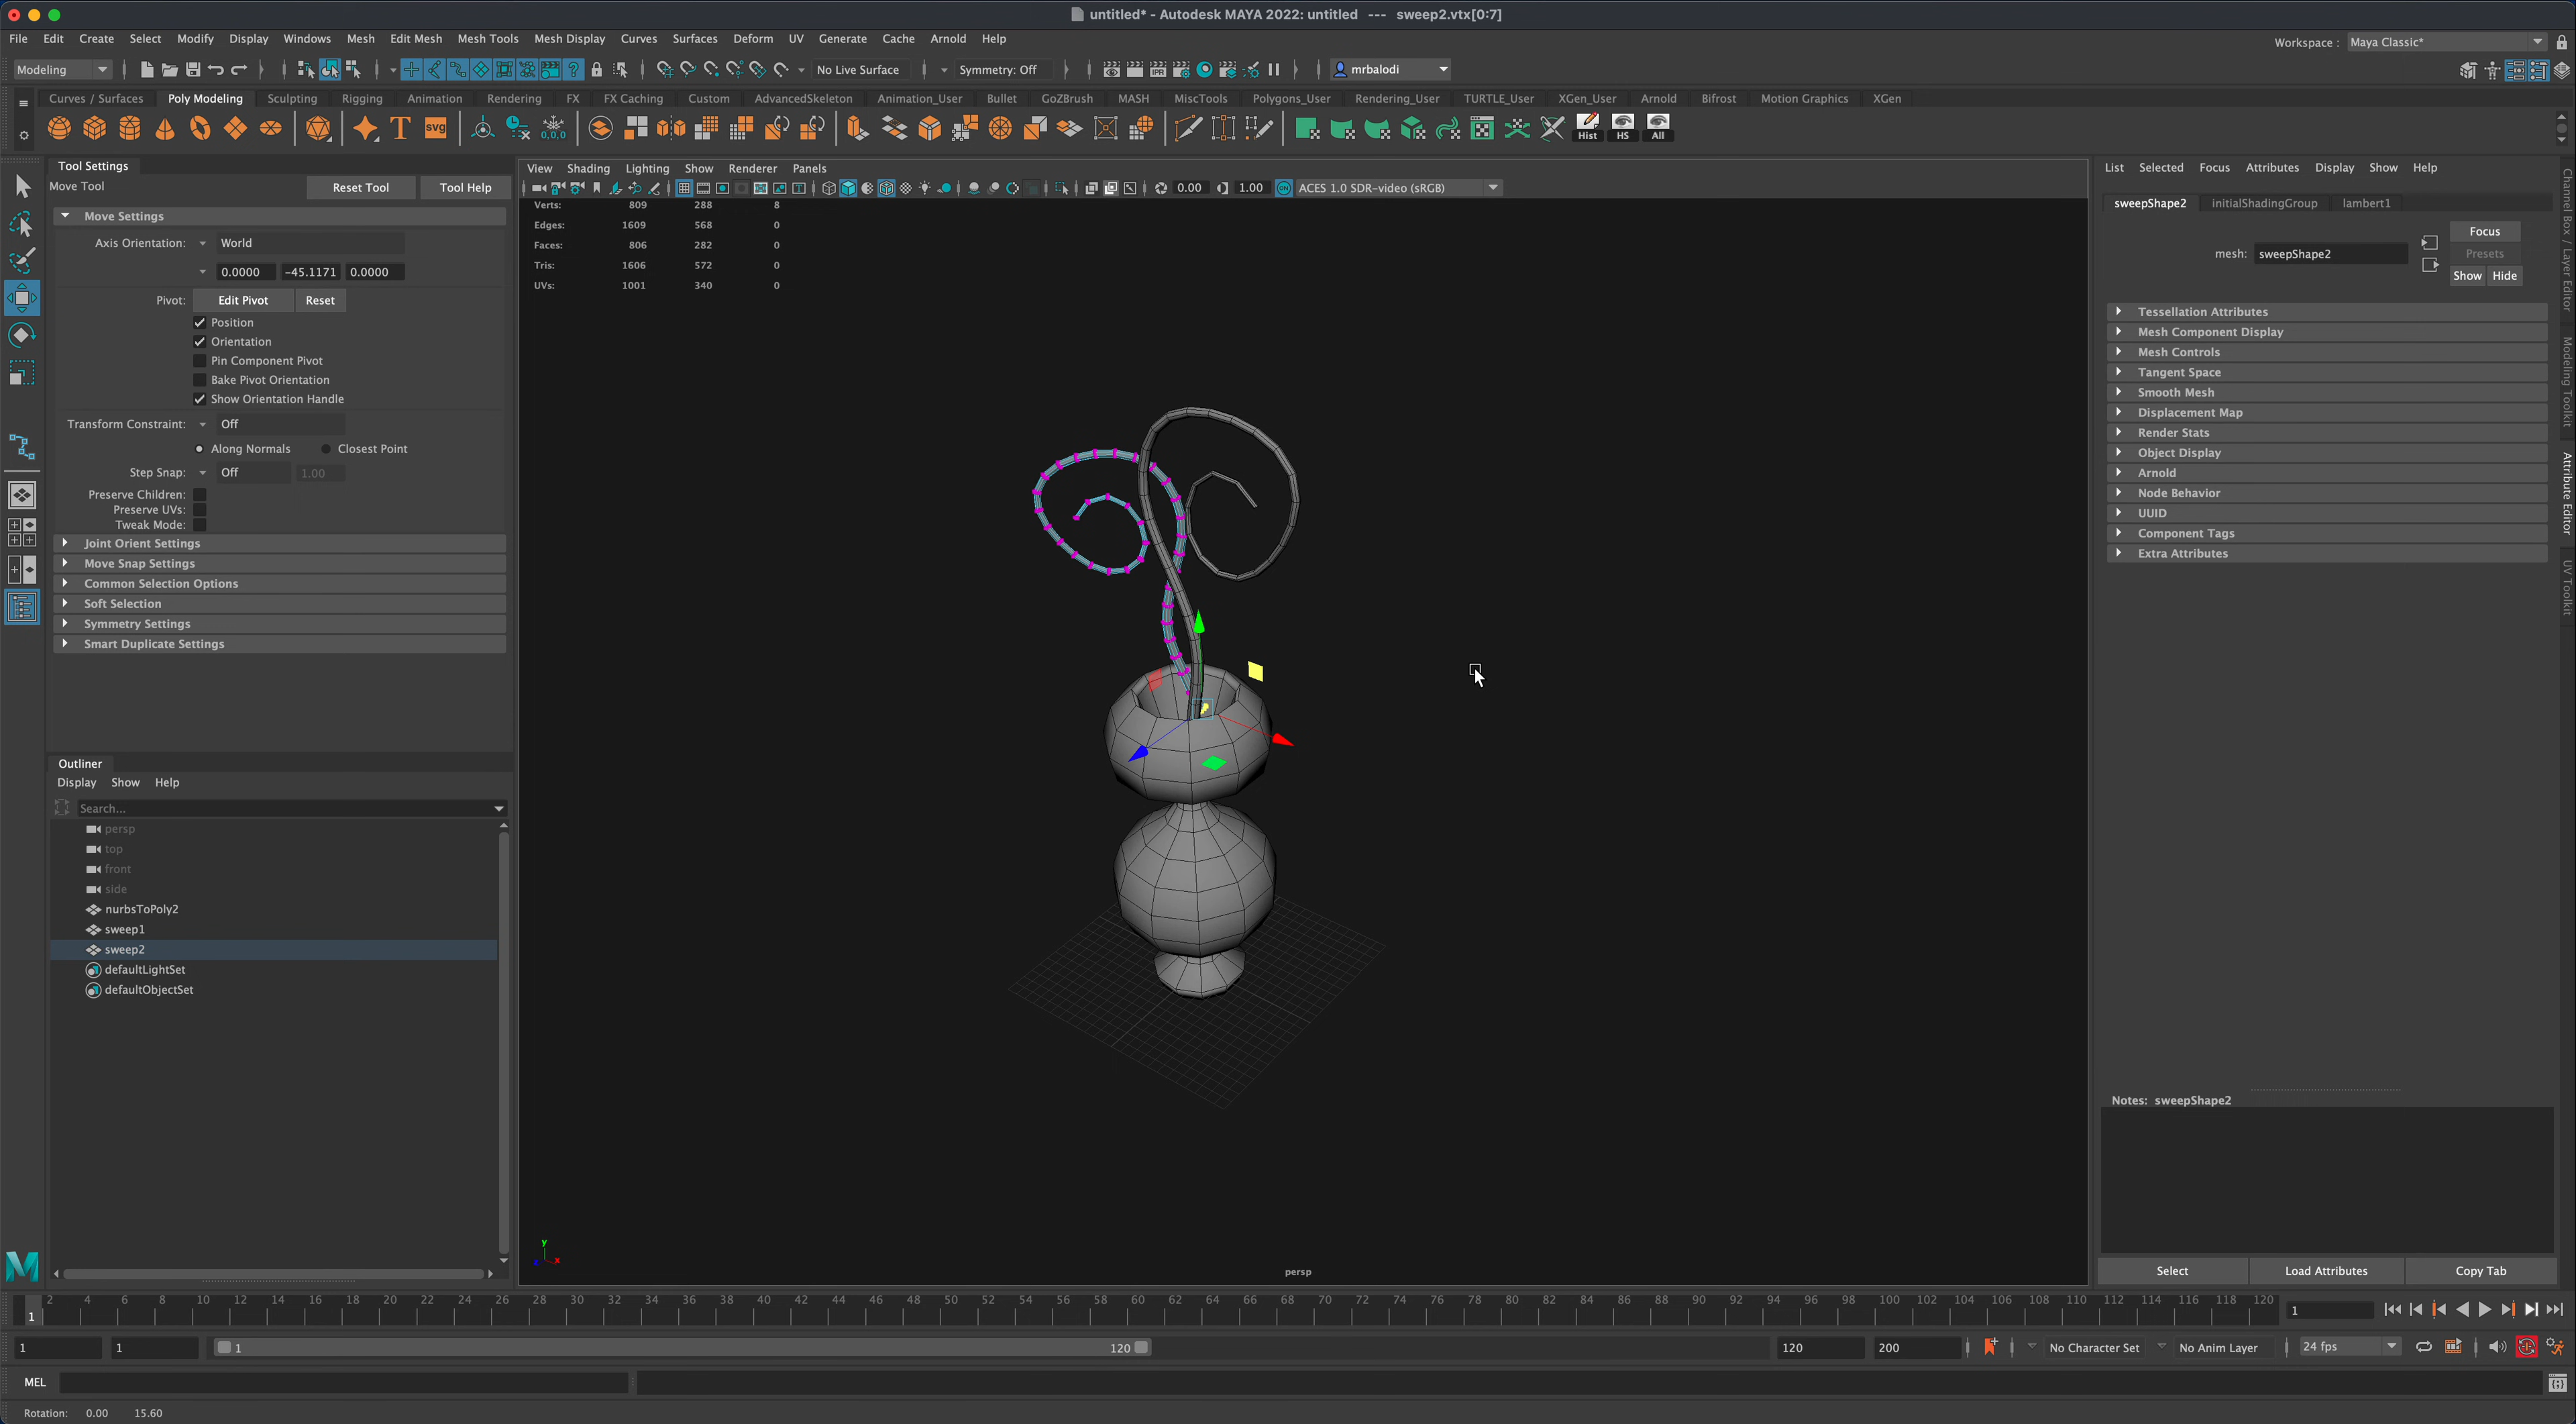 untitled* - Autodesk MAYA 2022: untitled --- sweep2.vtx[0:7]
File Edit Create Select Modify Display Windows Mesh Edit Mesh Mesh Tools Mesh Display Curves Surfaces Deform UV Generate Cache Arnold Help
Workspace : Maya Classic*
Modeling No Live Surface Symmetry: Off mrbalodi
Curves / Surfaces Poly Modeling Sculpting Rigging Animation Rendering FX FX Caching Custom AdvancedSkeleton Animation_User Bullet GoZBrush MASH MiscTools Polygons_User Rendering_User TURTLE_User XGen_User Arnold Bifrost Motion Graphics XGen
T svg 0,0,0 Hist HS All
Tool Settings
Move Tool Reset Tool Tool Help
Move Settings
Axis Orientation: World
0.0000 -45.1171 0.0000
Pivot: Edit Pivot Reset
Position
Orientation
Pin Component Pivot
Bake Pivot Orientation
Show Orientation Handle
Transform Constraint: Off
Along Normals Closest Point
Step Snap: Off 1.00
Preserve Children:
Preserve UVs:
Tweak Mode:
Joint Orient Settings
Move Snap Settings
Common Selection Options
Soft Selection
Symmetry Settings
Smart Duplicate Settings
Outliner
Display Show Help
Search...
persp
top
front
side
nurbsToPoly2
sweep1
sweep2
defaultLightSet
defaultObjectSet
View Shading Lighting Show Renderer Panels
0.00 1.00 ON ACES 1.0 SDR-video (sRGB)
Verts: 809 288 8
Edges: 1609 568 0
Faces: 806 282 0
Tris: 1606 572 0
UVs: 1001 340 0
y
x
persp
List Selected Focus Attributes Display Show Help
sweepShape2 initialShadingGroup lambert1
Focus
mesh: sweepShape2 Presets
Show Hide
Tessellation Attributes
Mesh Component Display
Mesh Controls
Tangent Space
Smooth Mesh
Displacement Map
Render Stats
Object Display
Arnold
Node Behavior
UUID
Component Tags
Extra Attributes
Notes: sweepShape2
Select Load Attributes Copy Tab
Channel Box / Layer Editor
Modeling Toolkit
Attribute Editor
UV Toolkit
1 2 4 6 8 10 12 14 16 18 20 22 24 26 28 30 32 34 36 38 40 42 44 46 48 50 52 54 56 58 60 62 64 66 68 70 72 74 76 78 80 82 84 86 88 90 92 94 96 98 100 102 104 106 108 110 112 114 116 118 120 1
1 1 1 120 120 200 No Character Set No Anim Layer 24 fps
MEL
Rotation: 0.00 15.60